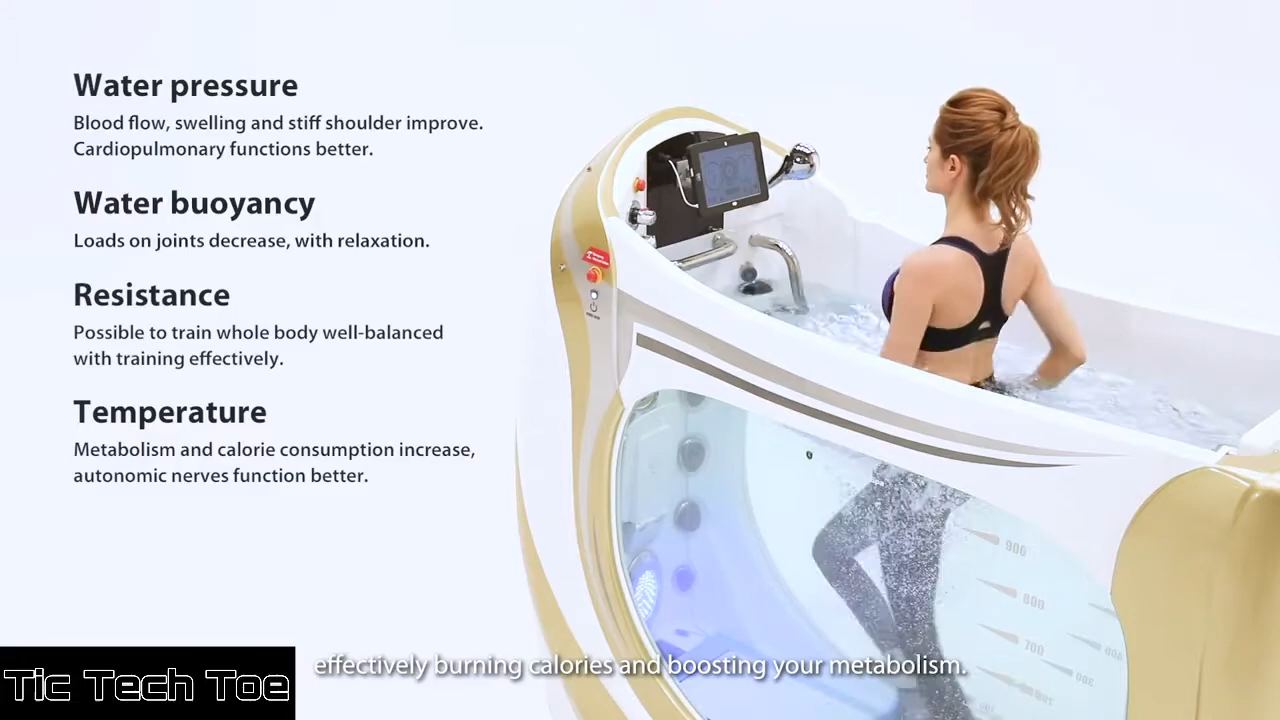 Water pressure
Blood flow, swelling and stiff shoulder improve.
Cardiopulmonary functions better.
Water buoyancy
Loads on joints decrease, with relaxation.
Resistance
Possible to train whole body well-balanced
with training effectively.
Temperature
Metabolism and calorie consumption increase,
autonomic nerves function better.
900
800
700
Tic Tech Toe
effectively burning calories and boosting your metabolism.